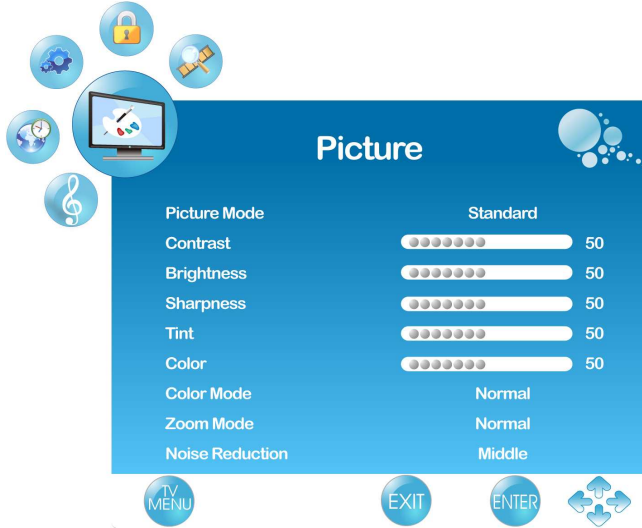 Picture
Picture Mode Standard
Contrast 50
Brightness 50
Sharpness 50
Tint 50
Color 50
Color Mode Normal
Zoom Mode Normal
Noise Reduction Middle
TV
MENU
EXIT
ENTER